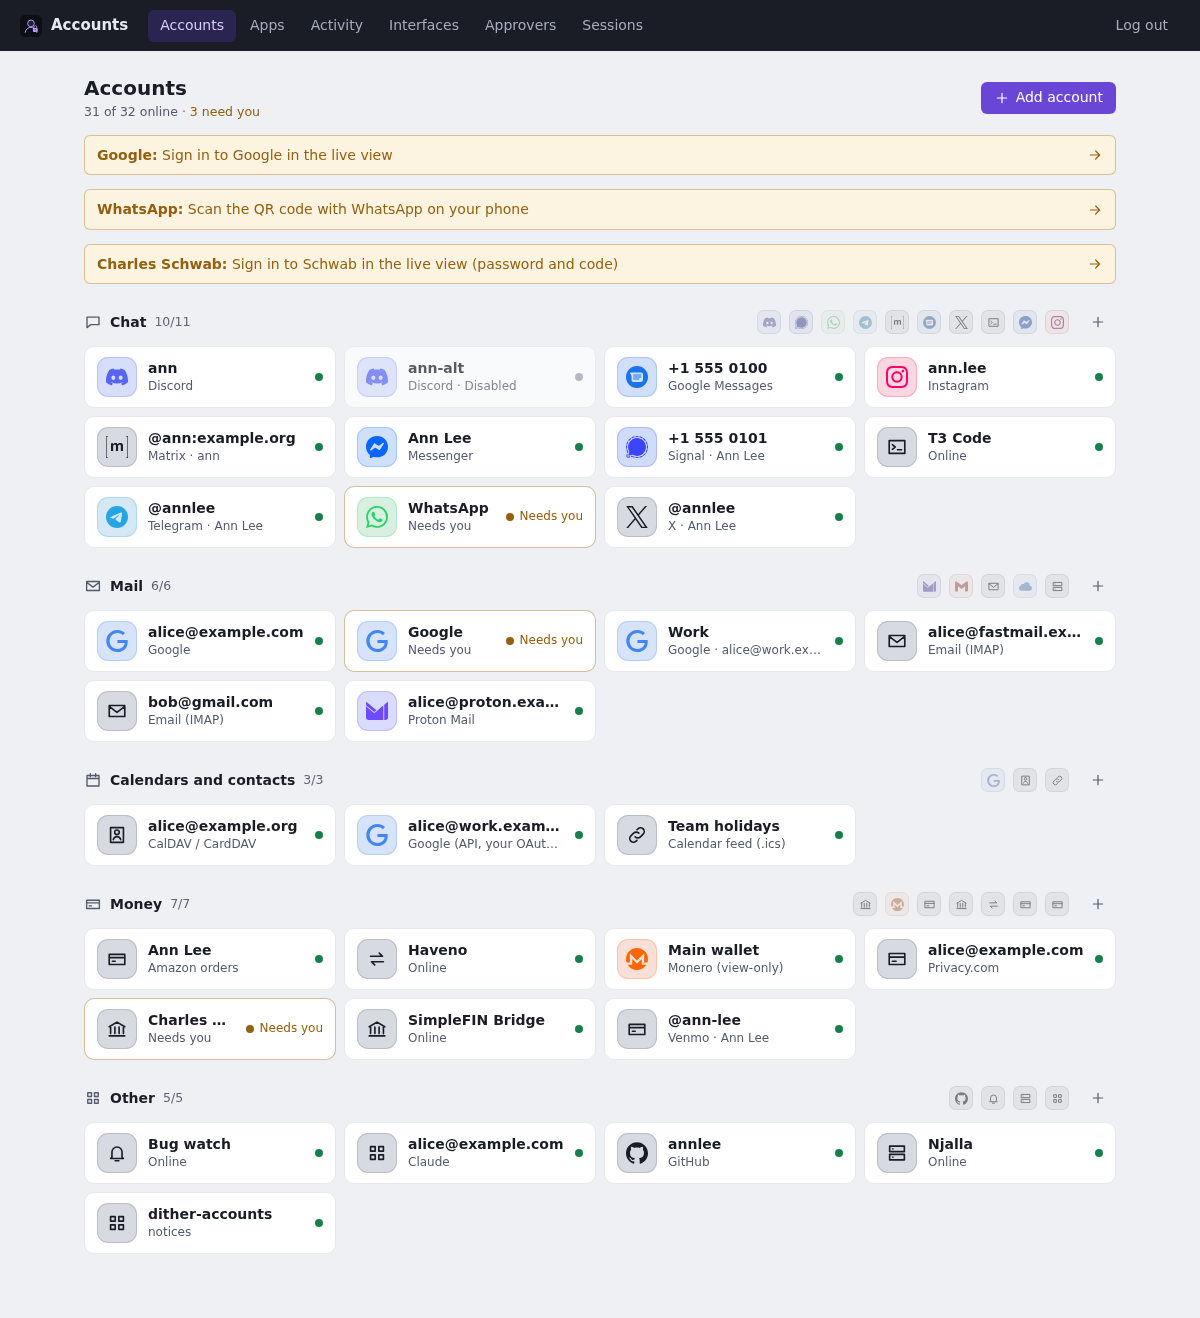 Accounts
Accounts
Apps
Activity
Interfaces
Approvers
Sessions
Log out
Accounts
31 of 32 online · 3 need you
Add account
Google: Sign in to Google in the live view
WhatsApp: Scan the QR code with WhatsApp on your phone
Charles Schwab: Sign in to Schwab in the live view (password and code)
Chat 10/11
ann
Discord
ann-alt
Discord · Disabled
+1 555 0100
Google Messages
ann.lee
Instagram
@ann:example.org
Matrix · ann
Ann Lee
Messenger
+1 555 0101
Signal · Ann Lee
T3 Code
Online
@annlee
Telegram · Ann Lee
WhatsApp
Needs you
Needs you
@annlee
X · Ann Lee
Mail 6/6
alice@example.com
Google
Google
Needs you
Needs you
Work
Google · alice@work.ex…
alice@fastmail.ex…
Email (IMAP)
bob@gmail.com
Email (IMAP)
alice@proton.exa…
Proton Mail
Calendars and contacts 3/3
alice@example.org
CalDAV / CardDAV
alice@work.exam…
Google (API, your OAut…
Team holidays
Calendar feed (.ics)
Money 7/7
Ann Lee
Amazon orders
Haveno
Online
Main wallet
Monero (view-only)
alice@example.com
Privacy.com
Charles …
Needs you
Needs you
SimpleFIN Bridge
Online
@ann-lee
Venmo · Ann Lee
Other 5/5
Bug watch
Online
alice@example.com
Claude
annlee
GitHub
Njalla
Online
dither-accounts
notices